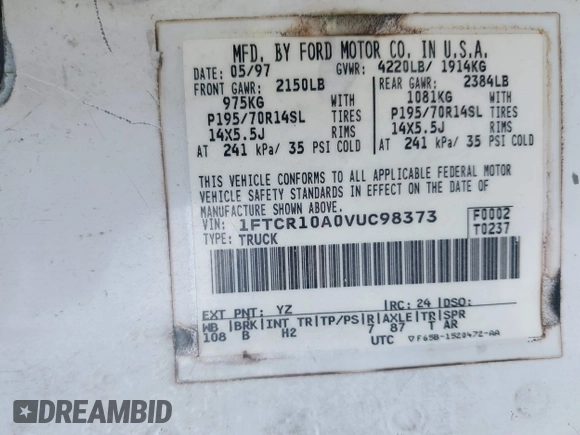 MFD. BY FORD MOTOR CO. IN U.S.A.
DATE: 05/97 GVWR: 4220LB/ 1914KG
FRONT GAWR: 2150LB REAR GAWR: 2384LB
975KG WITH 1081KG WITH
P195/70R14SL TIRES P195/70R14SL TIRES
14X5.5J RIMS 14X5.5J RIMS
AT 241 kPa/ 35 PSI COLD AT 241 kPa/ 35 PSI COLD
THIS VEHICLE CONFORMS TO ALL APPLICABLE FEDERAL MOTOR
VEHICLE SAFETY STANDARDS IN EFFECT ON THE DATE OF
MANUFACTURE SHOWN ABOVE.
VIN: 1FTCR10A0VUC98373 F0002
TYPE: TRUCK T0237
EXT PNT: YZ RC: 24 DSO:
WB BRK INT TR TP/PS R AXLE TR SPR
108 B H2 7 87 T AR
UTC ▽F65B-1520472-AA
DREAMBID